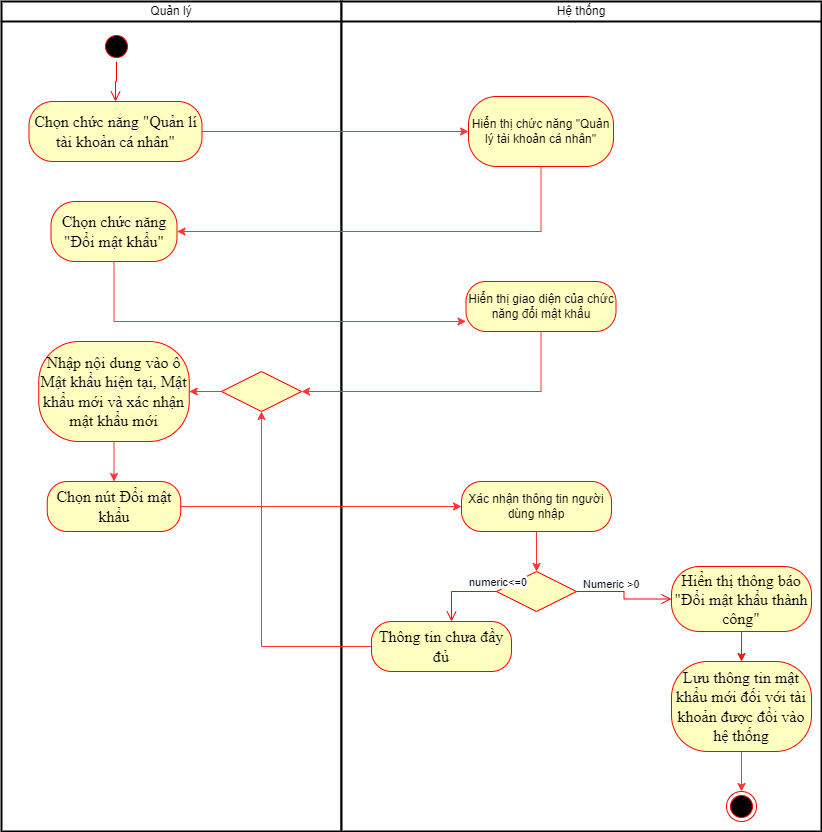 Quản lý
Hệ thống
Chọn chức năng "Quản lí
tài khoản cá nhân"
Hiển thị chức năng "Quản
lý tài khoản cá nhân"
Chọn chức năng
"Đổi mật khẩu"
Hiển thị giao diện của chức
năng đổi mật khẩu
Nhập nội dung vào ô
Mật khẩu hiện tại, Mật
khẩu mới và xác nhận
mật khẩu mới
Chọn nút Đổi mật
khẩu
Xác nhận thông tin người
dùng nhập
numeric<=0
Numeric >0
Hiển thị thông báo
"Đổi mật khẩu thành
công"
Thông tin chưa đầy
đủ
Lưu thông tin mật
khẩu mới đối với tài
khoản được đổi vào
hệ thống